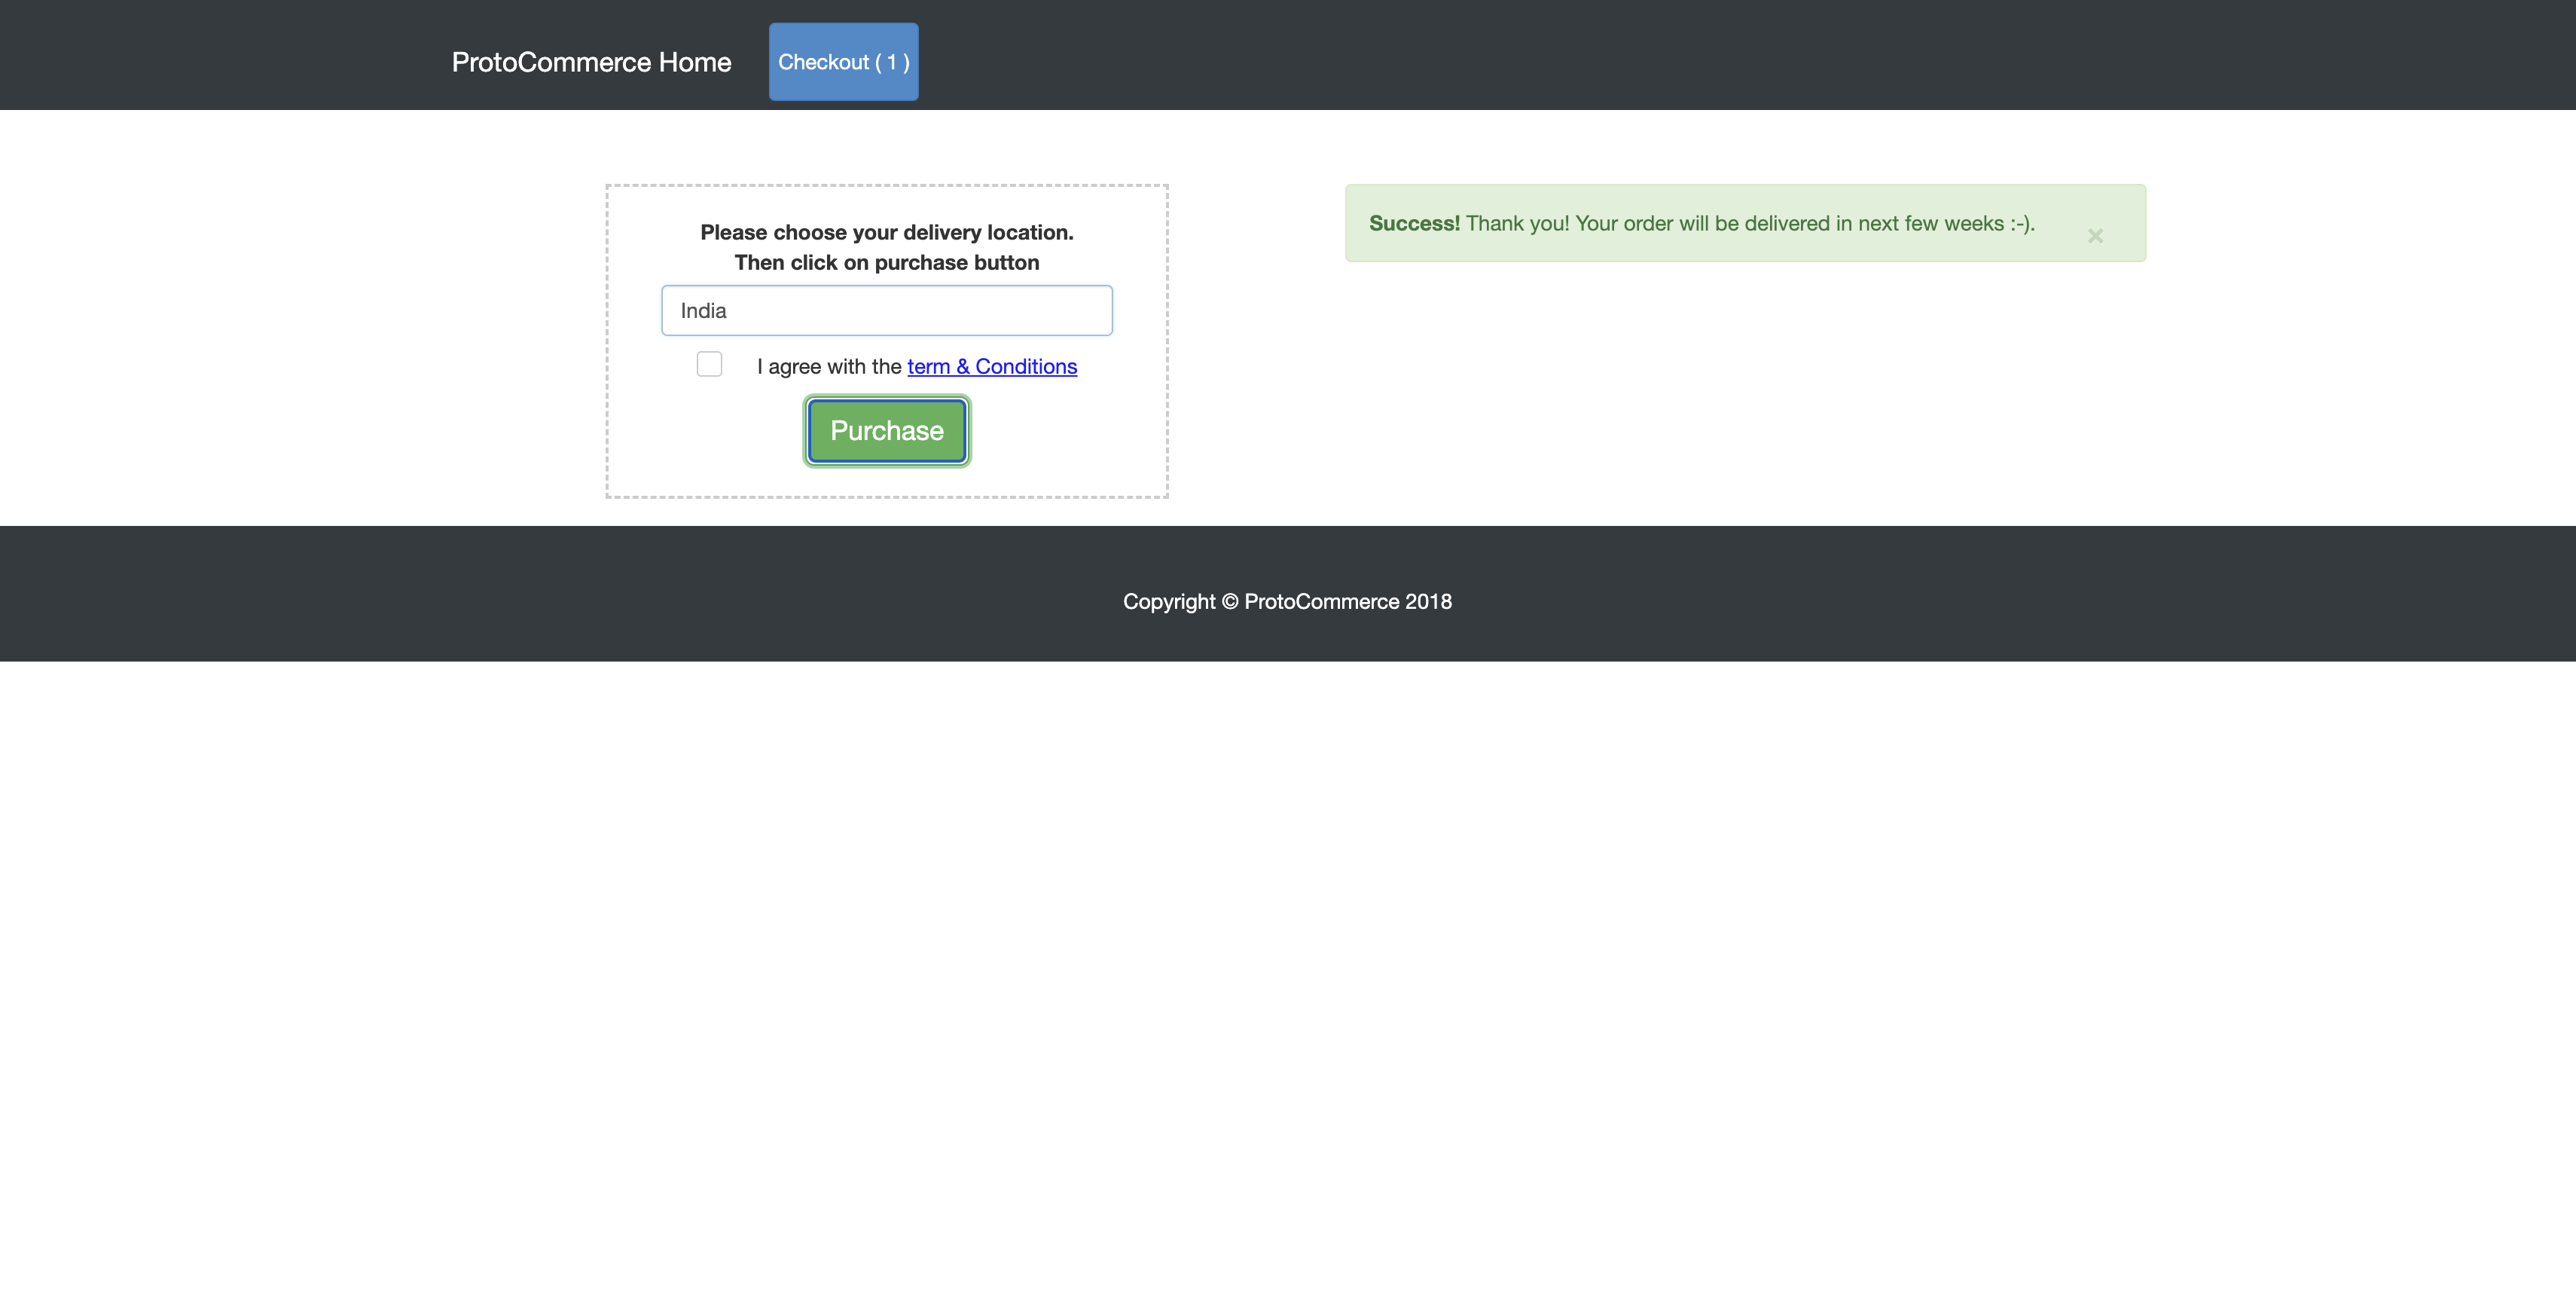 ProtoCommerce Home
Checkout ( 1 )
Please choose your delivery location.
Then click on purchase button
India
I agree with the term & Conditions
Purchase
Success! Thank you! Your order will be delivered in next few weeks :-).
×
Copyright © ProtoCommerce 2018